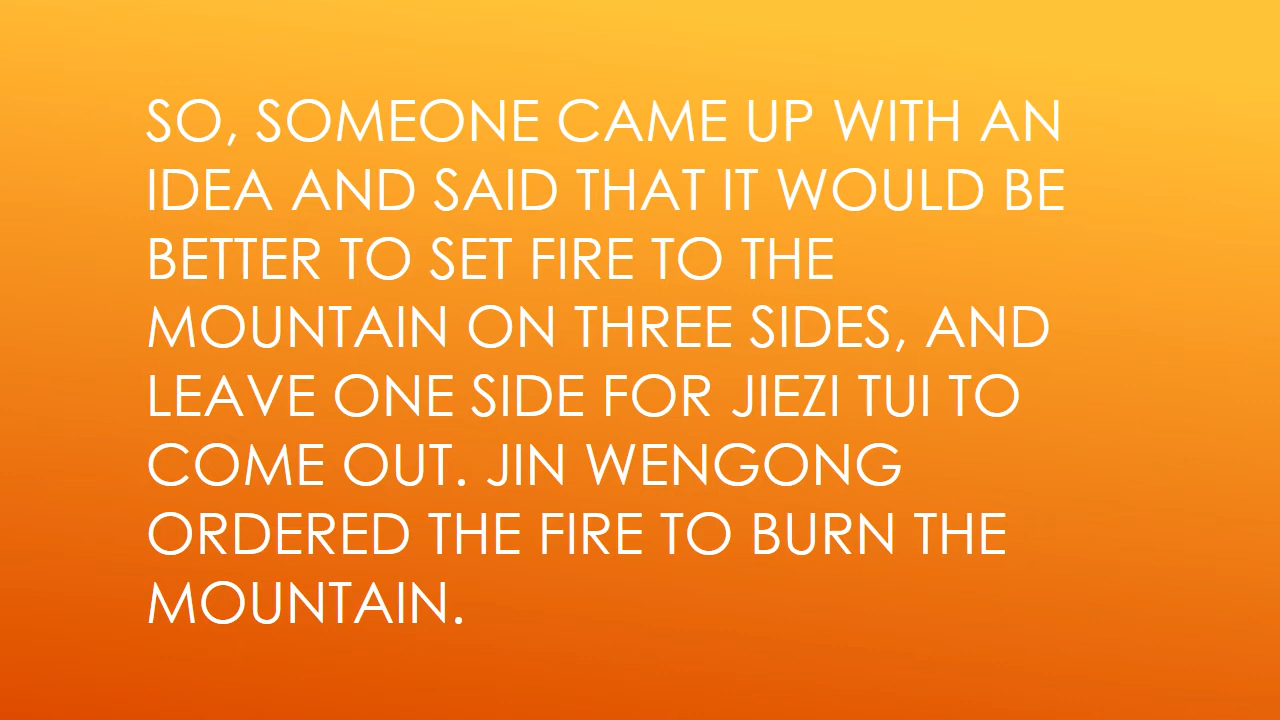 SO, SOMEONE CAME UP WITH AN
IDEA AND SAID THAT IT WOULD BE
BETTER TO SET FIRE TO THE
MOUNTAIN ON THREE SIDES, AND
LEAVE ONE SIDE FOR JIEZI TUI TO
COME OUT. JIN WENGONG
ORDERED THE FIRE TO BURN THE
MOUNTAIN.